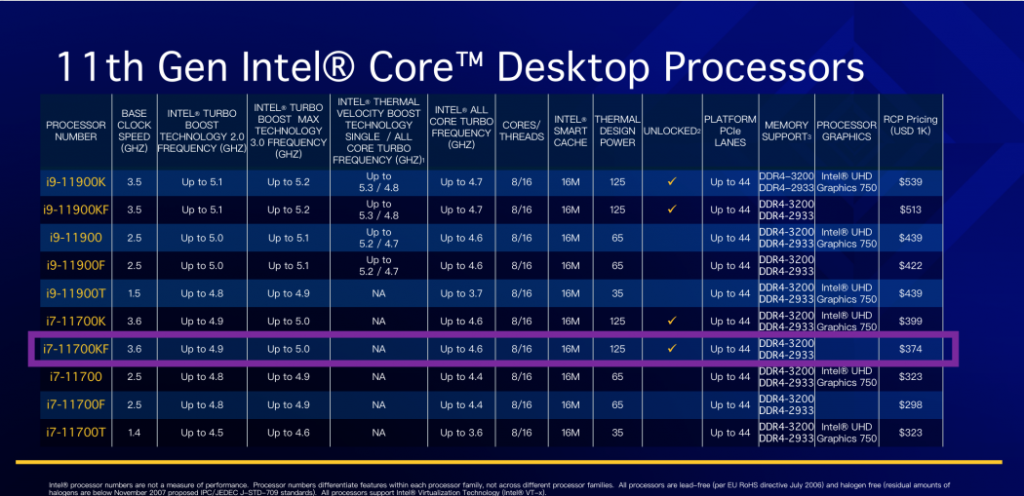 11th Gen Intel® Core™ Desktop Processors
PROCESSOR NUMBER BASE CLOCK SPEED (GHZ) INTEL® TURBO BOOST TECHNOLOGY 2.0 FREQUENCY (GHZ) INTEL® TURBO BOOST MAX TECHNOLOGY 3.0 FREQUENCY (GHZ) INTEL® THERMAL VELOCITY BOOST TECHNOLOGY SINGLE / ALL CORE TURBO FREQUENCY (GHZ)1 INTEL® ALL CORE TURBO FREQUENCY (GHZ) CORES/THREADS INTEL® SMART CACHE THERMAL DESIGN POWER UNLOCKED2 PLATFORM PCIe LANES MEMORY SUPPORT3 PROCESSOR GRAPHICS RCP Pricing (USD 1K)
i9-11900K 3.5 Up to 5.1 Up to 5.2 Up to 5.3 / 4.8 Up to 4.7 8/16 16M 125 ✓ Up to 44 DDR4-3200 DDR4-2933 Intel® UHD Graphics 750 $539
i9-11900KF 3.5 Up to 5.1 Up to 5.2 Up to 5.3 / 4.8 Up to 4.7 8/16 16M 125 ✓ Up to 44 DDR4-3200 DDR4-2933 $513
i9-11900 2.5 Up to 5.0 Up to 5.1 Up to 5.2 / 4.7 Up to 4.6 8/16 16M 65 Up to 44 DDR4-3200 DDR4-2933 Intel® UHD Graphics 750 $439
i9-11900F 2.5 Up to 5.0 Up to 5.1 Up to 5.2 / 4.7 Up to 4.6 8/16 16M 65 Up to 44 DDR4-3200 DDR4-2933 $422
i9-11900T 1.5 Up to 4.8 Up to 4.9 NA Up to 3.7 8/16 16M 35 Up to 44 DDR4-3200 DDR4-2933 Intel® UHD Graphics 750 $439
i7-11700K 3.6 Up to 4.9 Up to 5.0 NA Up to 4.6 8/16 16M 125 ✓ Up to 44 DDR4-3200 DDR4-2933 Intel® UHD Graphics 750 $399
i7-11700KF 3.6 Up to 4.9 Up to 5.0 NA Up to 4.6 8/16 16M 125 ✓ Up to 44 DDR4-3200 DDR4-2933 $374
i7-11700 2.5 Up to 4.8 Up to 4.9 NA Up to 4.4 8/16 16M 65 Up to 44 DDR4-3200 DDR4-2933 Intel® UHD Graphics 750 $323
i7-11700F 2.5 Up to 4.8 Up to 4.9 NA Up to 4.4 8/16 16M 65 Up to 44 DDR4-3200 DDR4-2933 $298
i7-11700T 1.4 Up to 4.5 Up to 4.6 NA Up to 3.6 8/16 16M 35 Up to 44 DDR4-3200 DDR4-2933 Intel® UHD Graphics 750 $323
Intel® processor numbers are not a measure of performance. Processor numbers differentiate features within each processor family, not across different processor families. All processors are lead-free (per EU RoHS directive July 2006) and halogen free (residual amounts of
halogens are below November 2007 proposed IPC/JEDEC J-STD-709 standards). All processors support Intel® Virtualization Technology (Intel® VT-x).